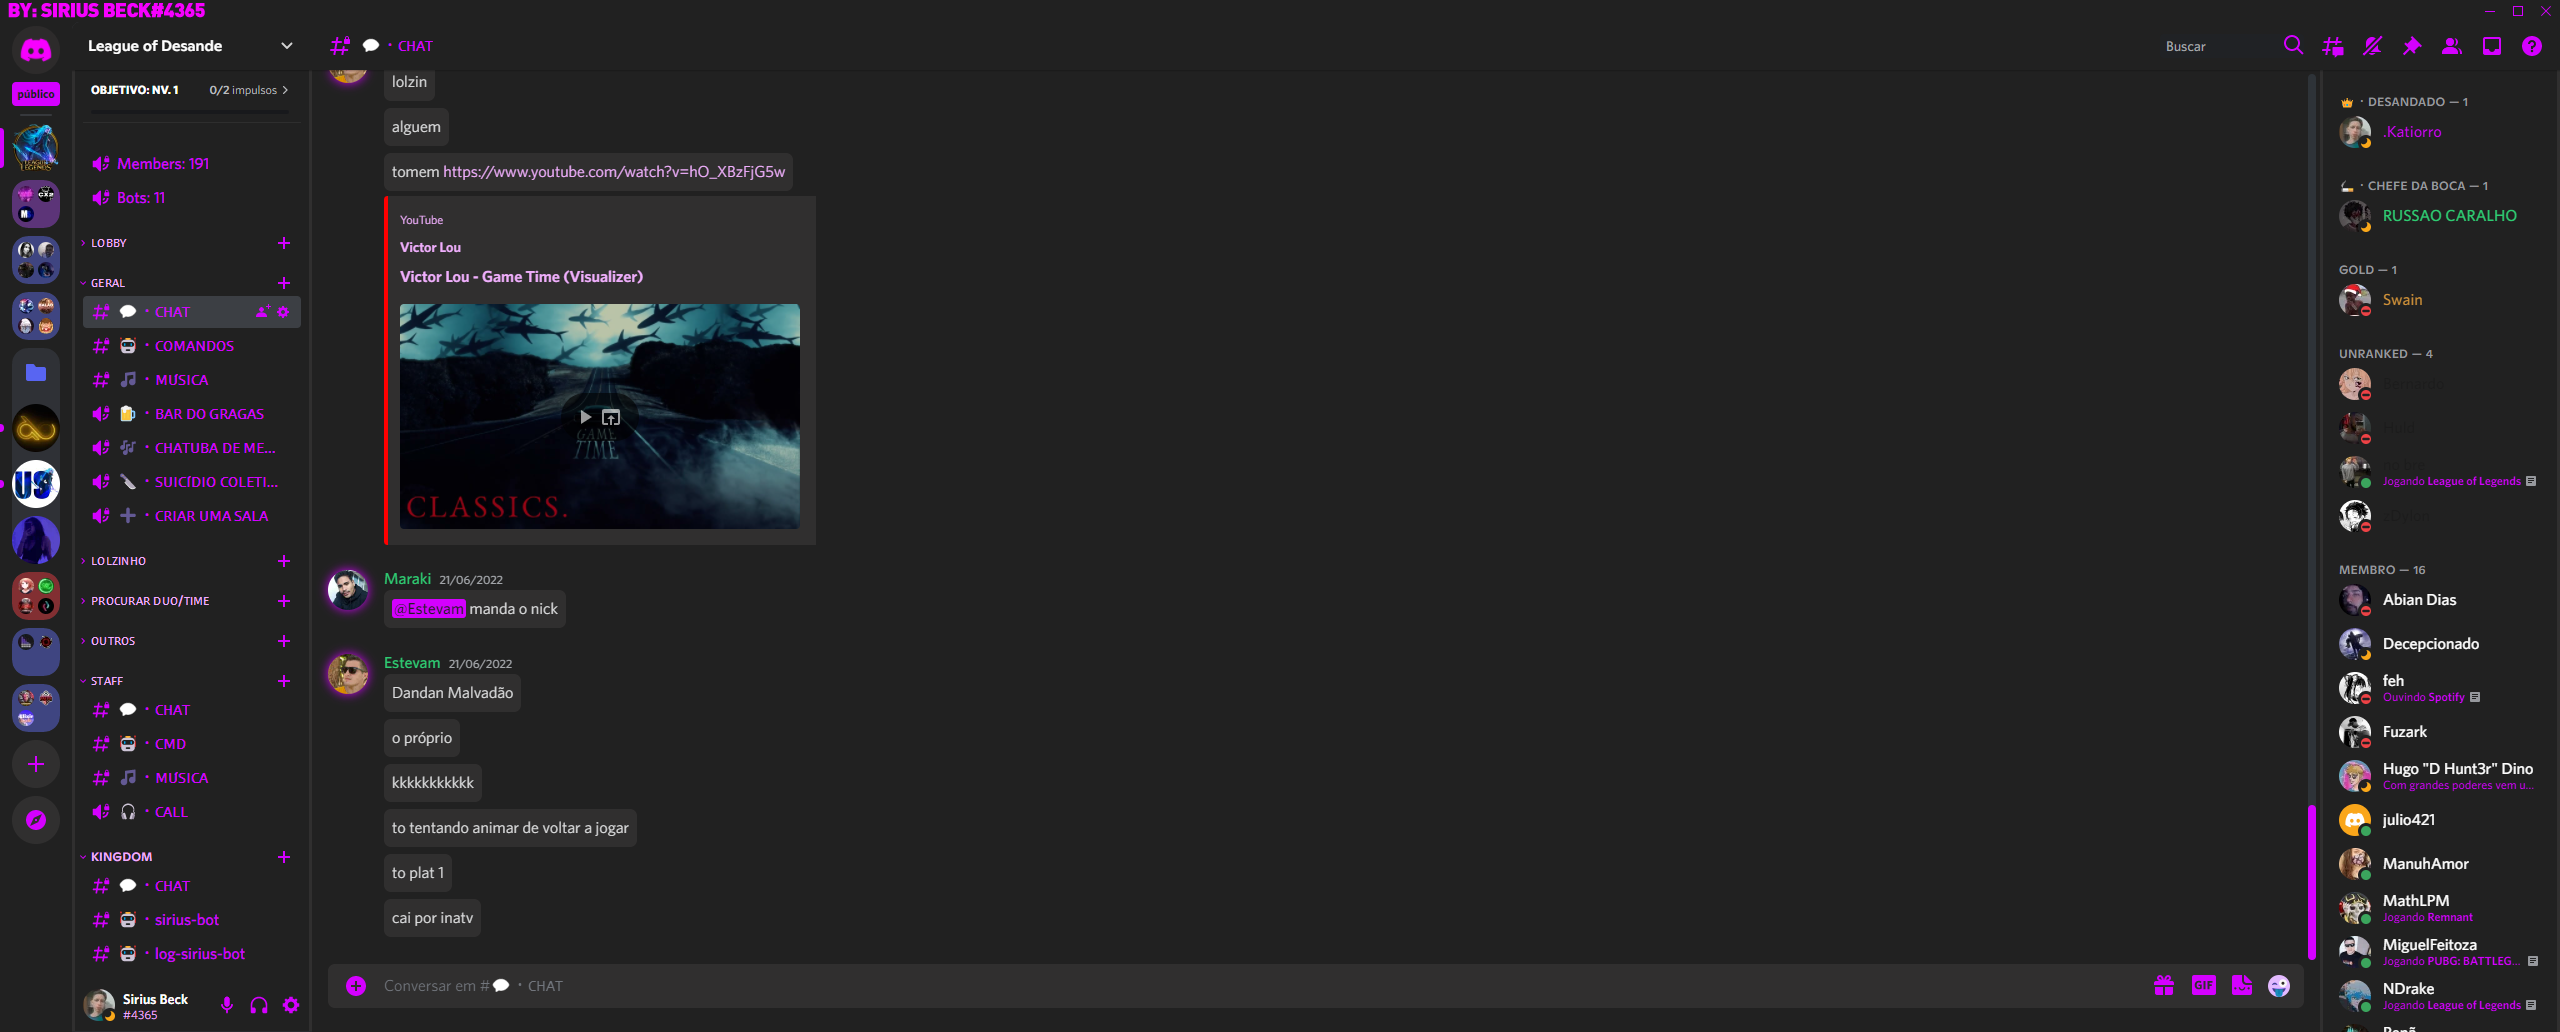 BY: SIRIUS BECK#4365
público
League of Desande
OBJETIVO: NV. 1 0/2 impulsos
Members: 191
Bots: 11
LOBBY
GERAL
CHAT
COMANDOS
MUSICA
BAR DO GRAGAS
CHATUBA DE ME...
SUICÍDIO COLETI...
CRIAR UMA SALA
LOLZINHO
PROCURAR DUO/TIME
OUTROS
STAFF
CHAT
CMD
MUSICA
CALL
KINGDOM
CHAT
sirius-bot
log-sirius-bot
Sirius Beck
#4365
CHAT
Buscar
lolzin
alguem
tomem https://www.youtube.com/watch?v=hO_XBzFjG5w
YouTube
Victor Lou
Victor Lou - Game Time (Visualizer)
GAME
TIME
CLASSICS.
Maraki 21/06/2022
@Estevam manda o nick
Estevam 21/06/2022
Dandan Malvadão
o próprio
kkkkkkkkkkk
to tentando animar de voltar a jogar
to plat 1
cai por inatv
Conversar em # · CHAT
GIF
· DESANDADO — 1
.Katiorro
· CHEFE DA BOCA — 1
RUSSAO CARALHO
GOLD — 1
Swain
UNRANKED — 4
Jogando League of Legends
MEMBRO — 16
Abian Dias
Decepcionado
feh
Ouvindo Spotify
Fuzark
Hugo "D Hunt3r" Dino
Com grandes poderes vem u...
julio421
ManuhAmor
MathLPM
Jogando Remnant
MiguelFeitoza
Jogando PUBG: BATTLEG...
NDrake
Jogando League of Legends